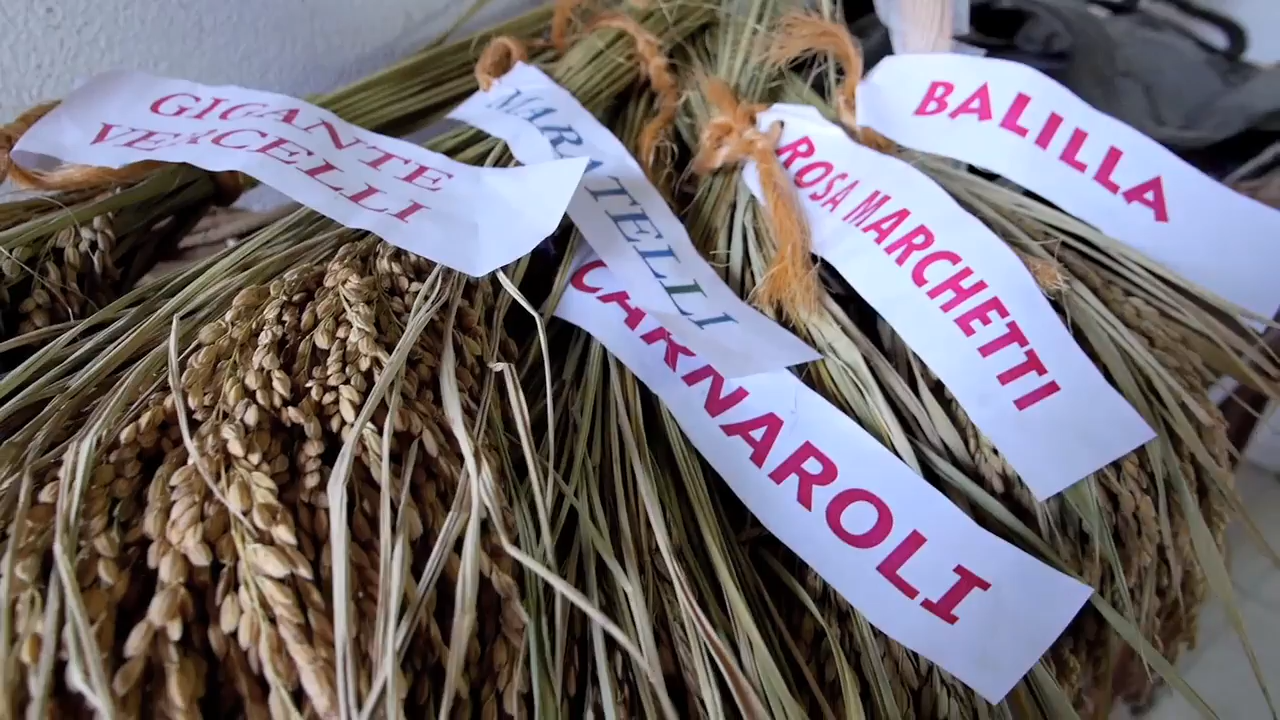 GIGANTE
VERCELLI
MARATELLI
CARNAROLI
ROSA MARCHETTI
BALILLA